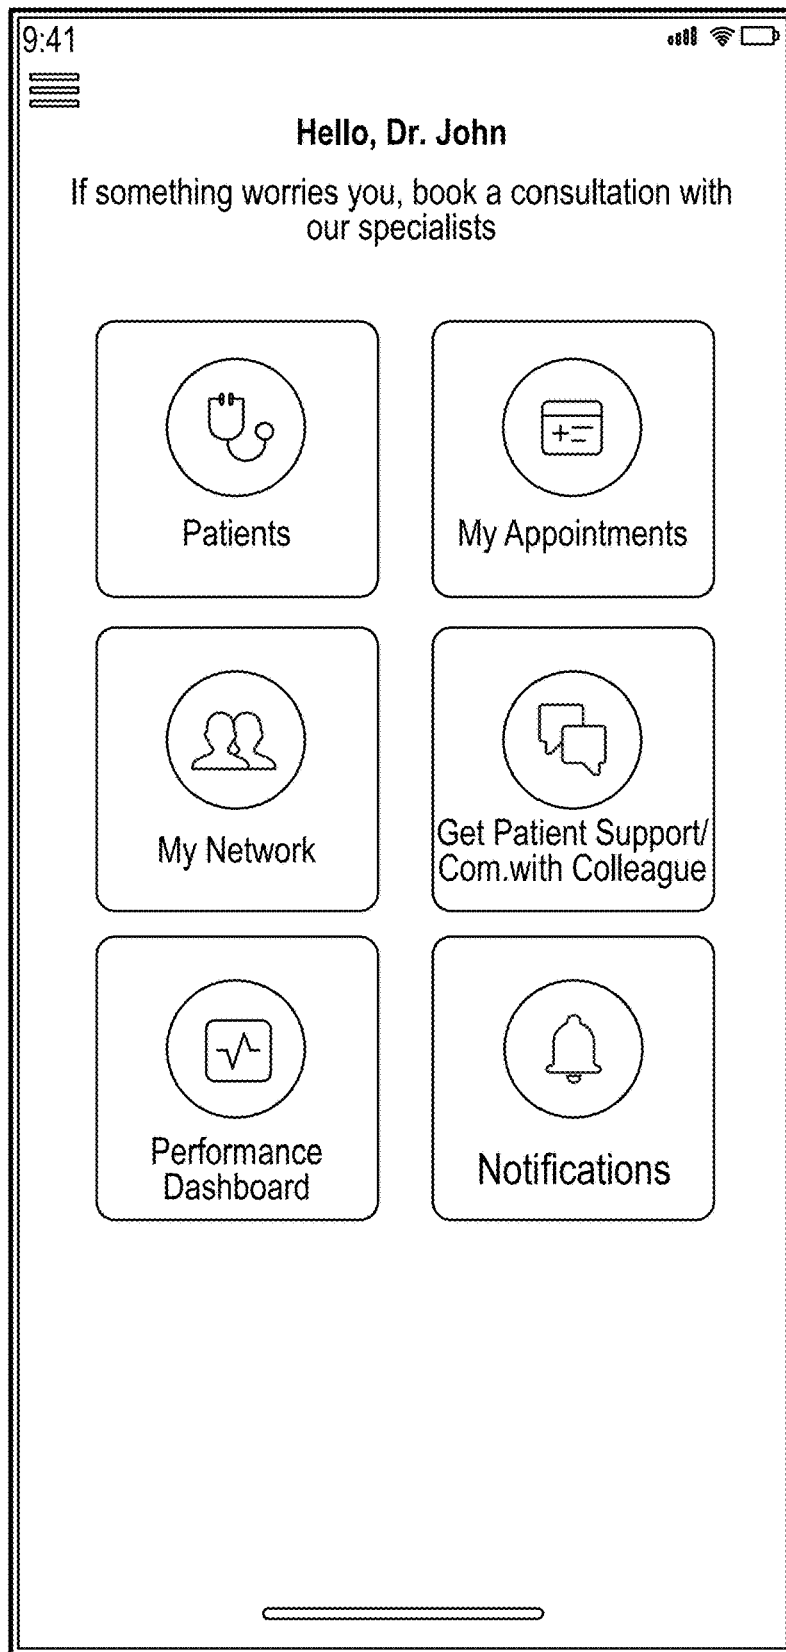 9:41
Hello, Dr. John
If something worries you, book a consultation with
our specialists
Patients
My Appointments
My Network
Get Patient Support/
Com.with Colleague
Performance
Dashboard
Notifications